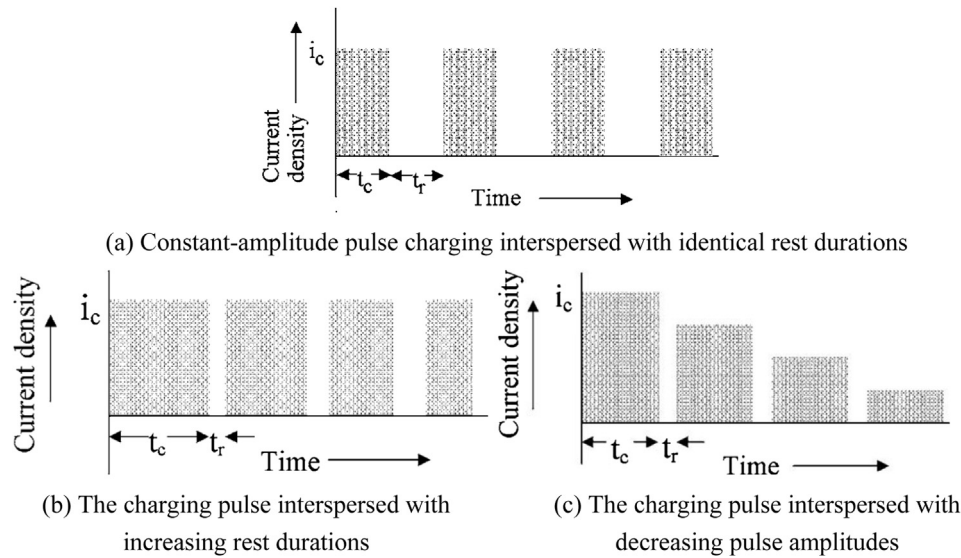 Current
density
i_c
t_c
t_r
Time
(a) Constant-amplitude pulse charging interspersed with identical rest durations
Current density
i_c
t_c
t_r
Time
(b) The charging pulse interspersed with
increasing rest durations
Current density
i_c
t_c
t_r
Time
(c) The charging pulse interspersed with
decreasing pulse amplitudes